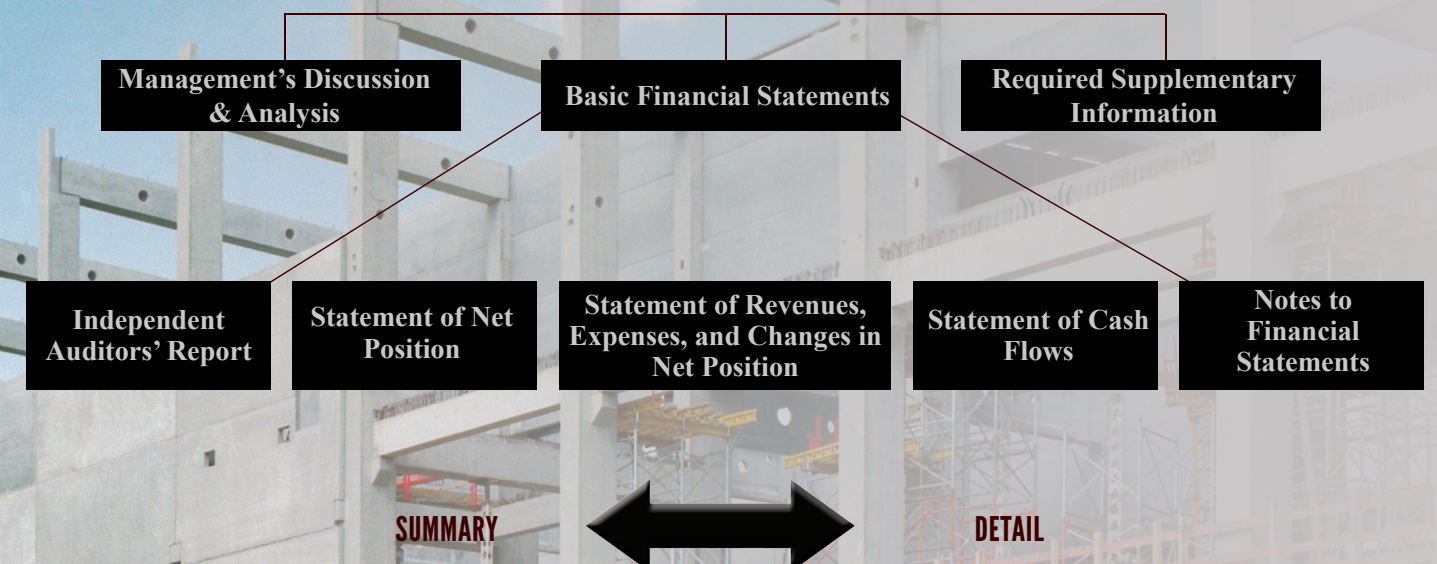 Management’s Discussion
& Analysis
Basic Financial Statements
Required Supplementary
Information
Independent
Auditors’ Report
Statement of Net
Position
Statement of Revenues,
Expenses, and Changes in
Net Position
Statement of Cash
Flows
Notes to
Financial
Statements
SUMMARY
DETAIL